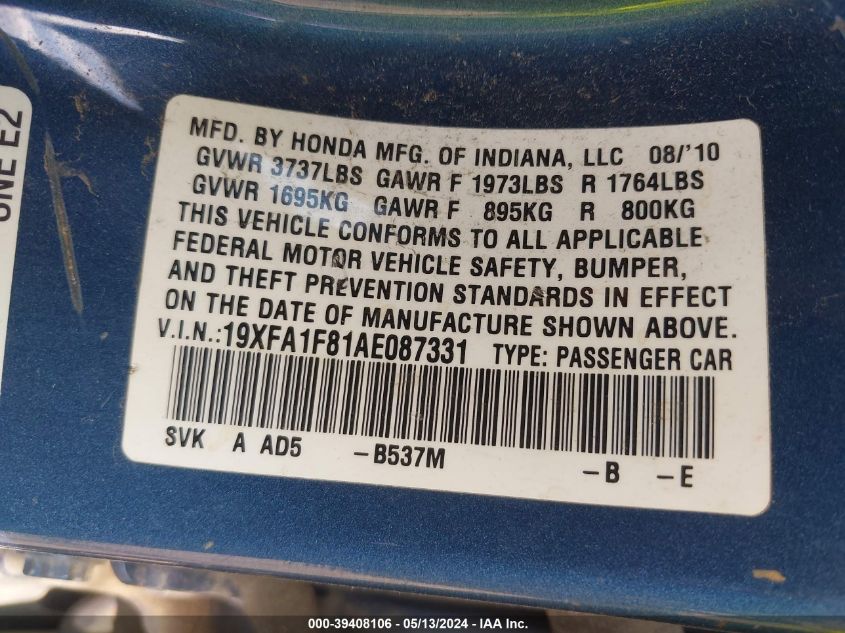 ONE E2
MFD. BY HONDA MFG. OF INDIANA, LLC 08/'10
GVWR 3737LBS GAWR F 1973LBS R 1764LBS
GVWR 1695KG GAWR F 895KG R 800KG
THIS VEHICLE CONFORMS TO ALL APPLICABLE
FEDERAL MOTOR VEHICLE SAFETY, BUMPER,
AND THEFT PREVENTION STANDARDS IN EFFECT
ON THE DATE OF MANUFACTURE SHOWN ABOVE.
V.I.N.:19XFA1F81AE087331 TYPE: PASSENGER CAR
SVK A AD5 -B537M -B -E
000-39408106 - 05/13/2024 - IAA Inc.